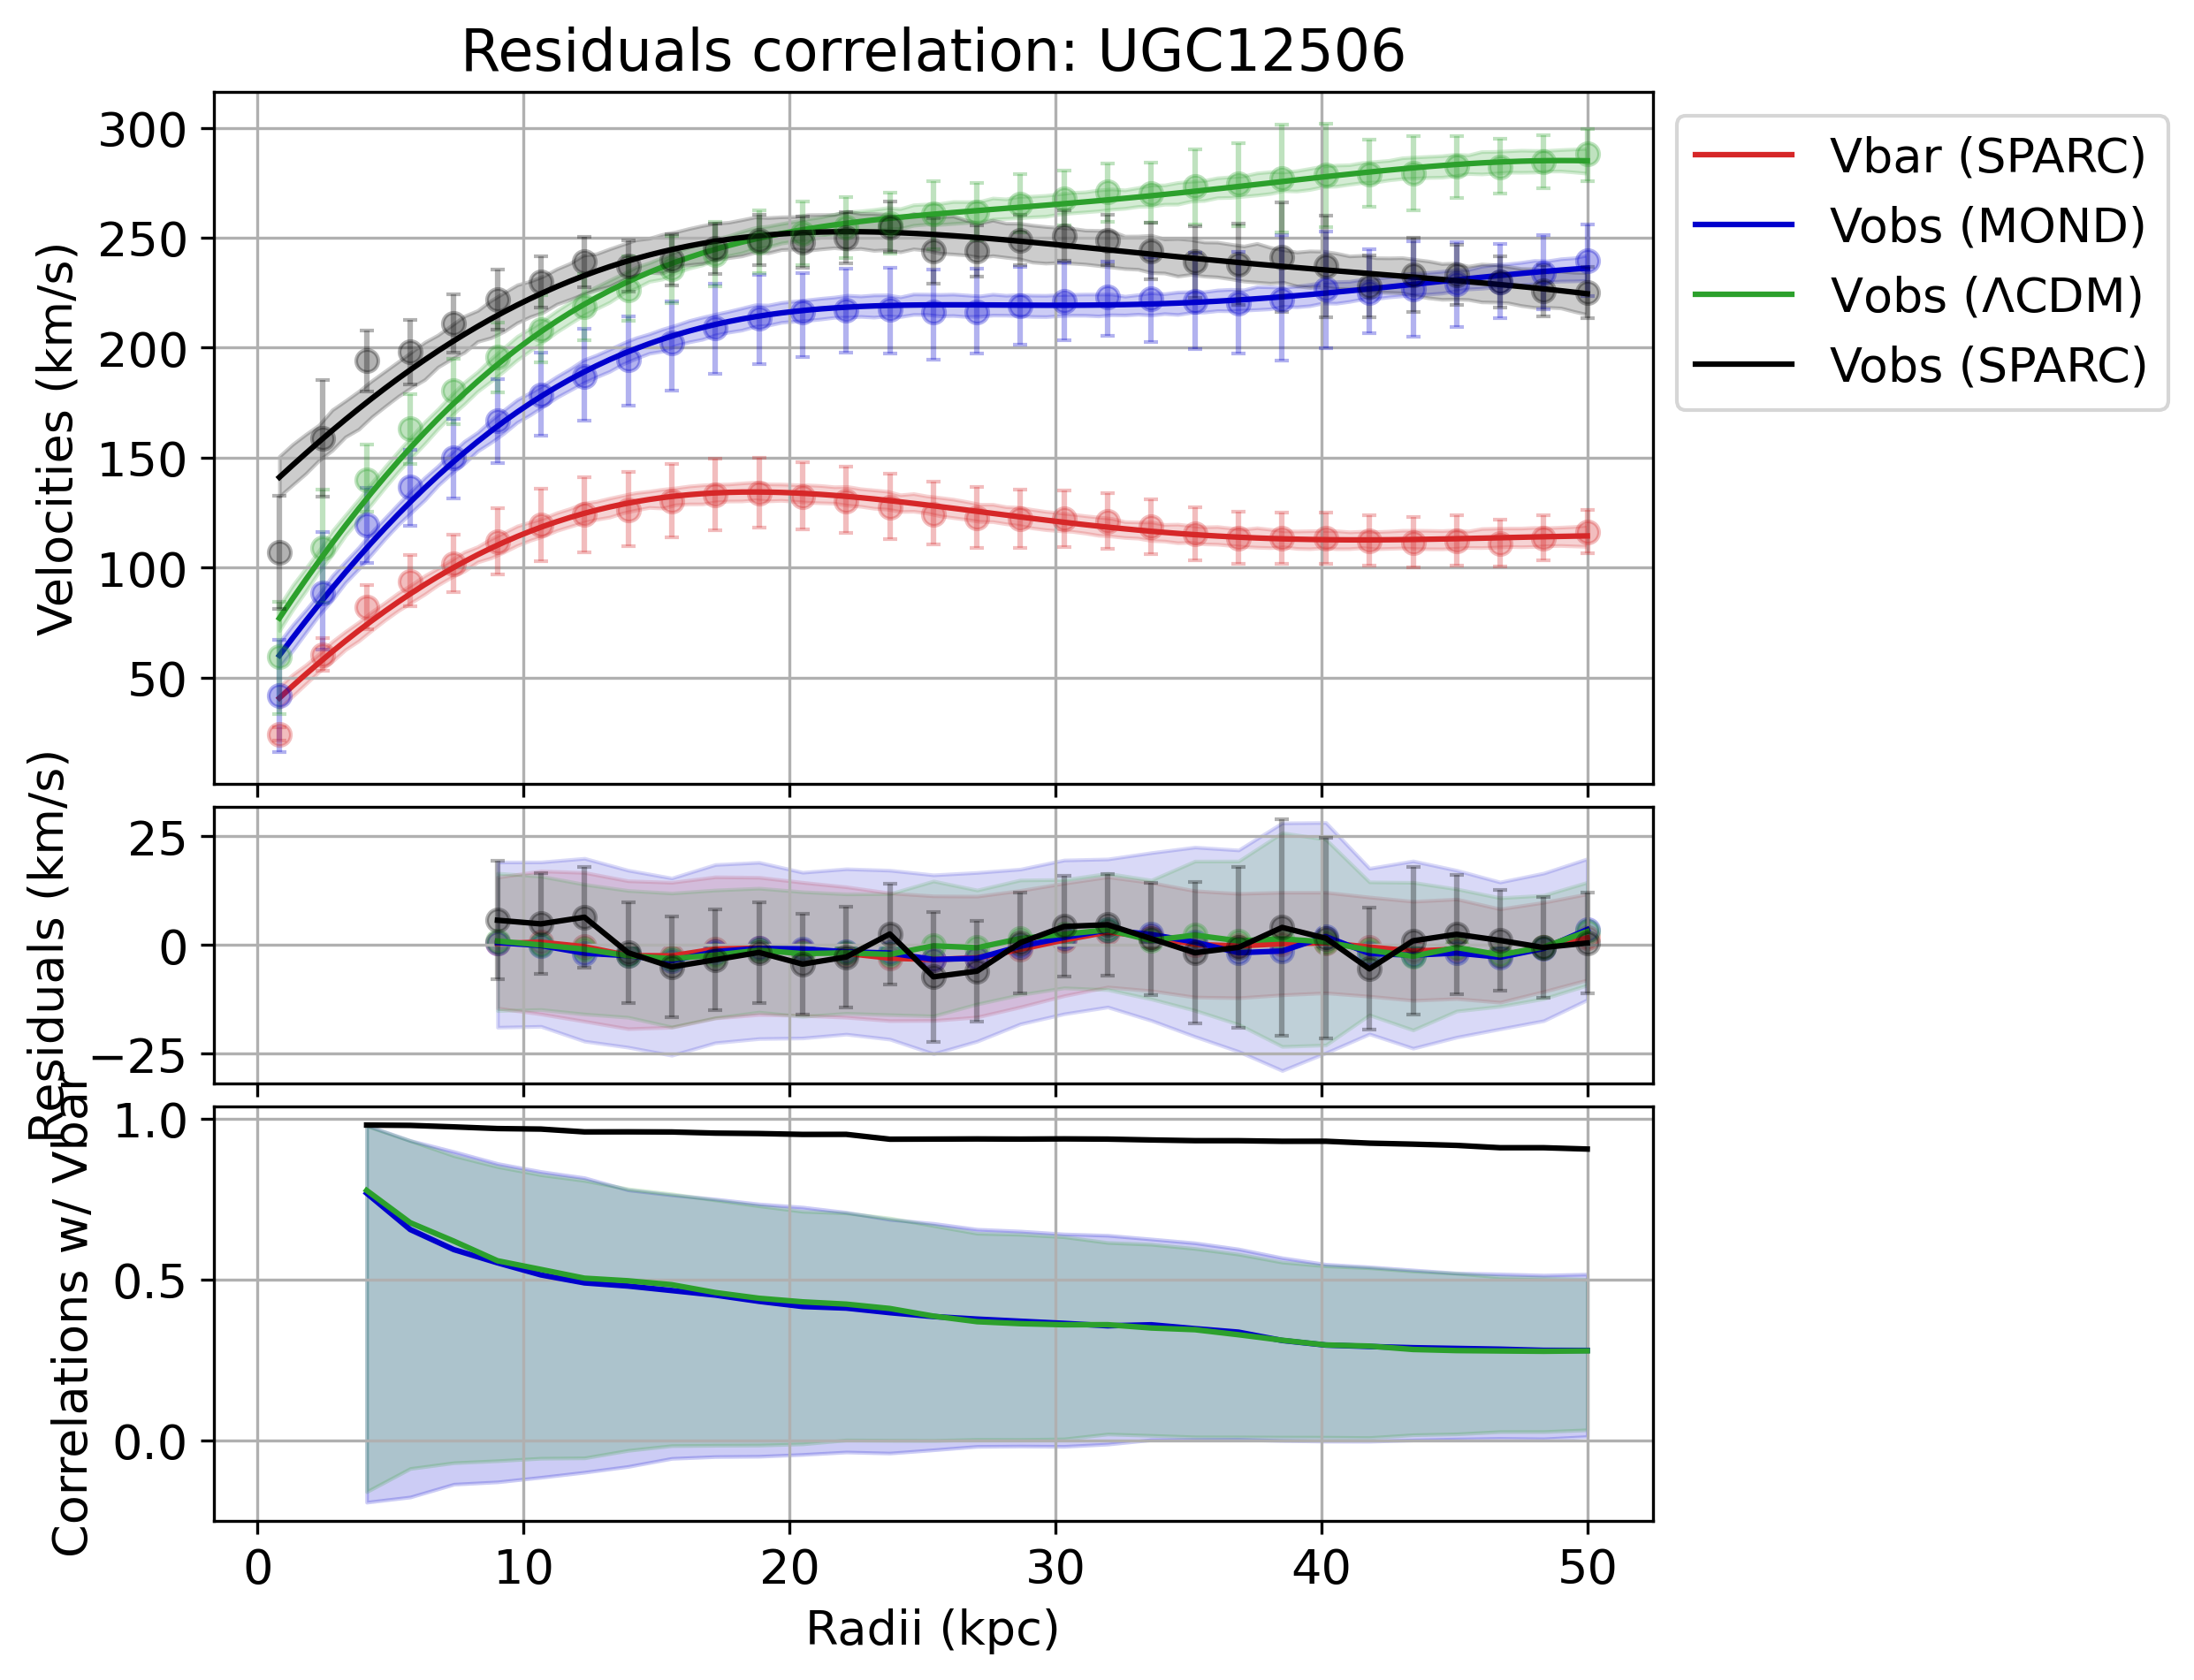 Residuals correlation: UGC12506
Velocities (km/s)
300
250
200
150
100
50
Vbar (SPARC)
Vobs (MOND)
Vobs (ΛCDM)
Vobs (SPARC)
Residuals (km/s)
25
0
−25
Correlations w/ Vbar
1.0
0.5
0.0
0 10 20 30 40 50
Radii (kpc)